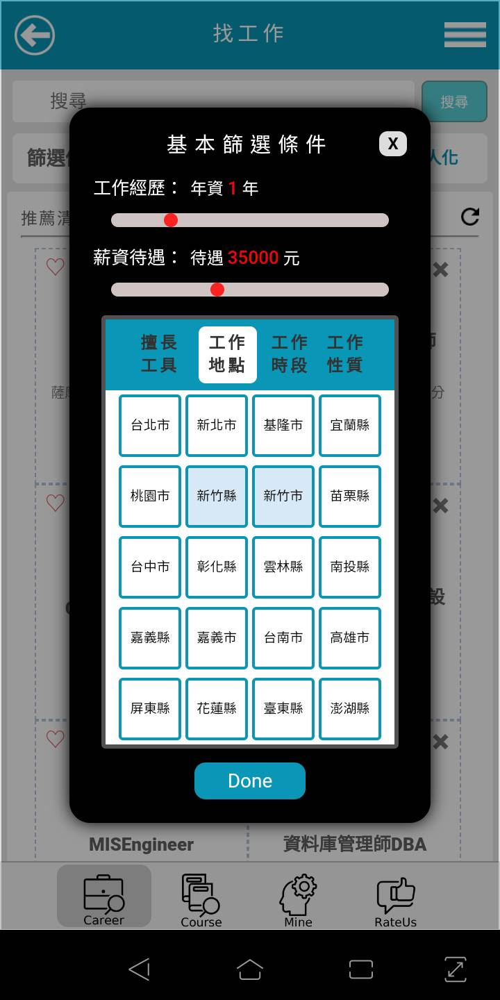 找工作
搜尋
搜尋
基本篩選條件
X
篩選
人化
工作經歷： 年資 1 年
推薦清
薪資待遇： 待遇 35000 元
擅長
工具
工作
地點
工作
時段
工作
性質
師
分
台北市 新北市 基隆市 宜蘭縣
桃園市 新竹縣 新竹市 苗栗縣
台中市 彰化縣 雲林縣 南投縣
設
嘉義縣 嘉義市 台南市 高雄市
屏東縣 花蓮縣 臺東縣 澎湖縣
Done
MISEngineer
資料庫管理師DBA
Career
Course
Mine
RateUs